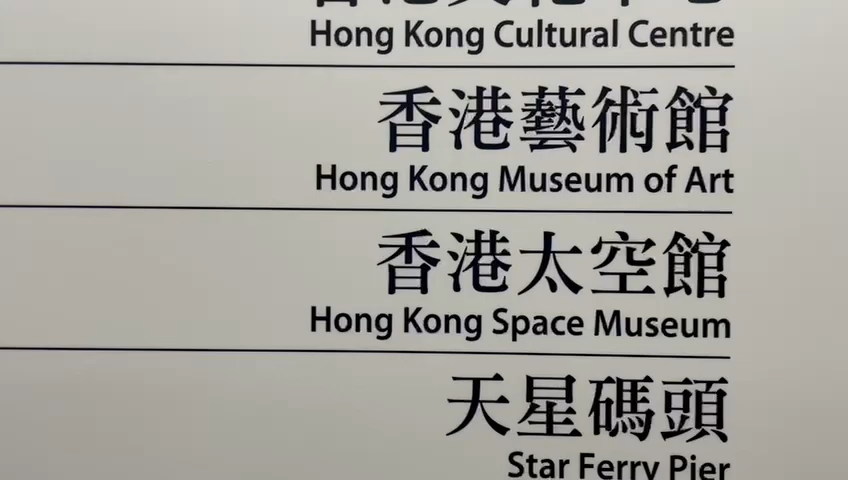 Hong Kong Cultural Centre
香港藝術館
Hong Kong Museum of Art
香港太空館
Hong Kong Space Museum
天星碼頭
Star Ferry Pier